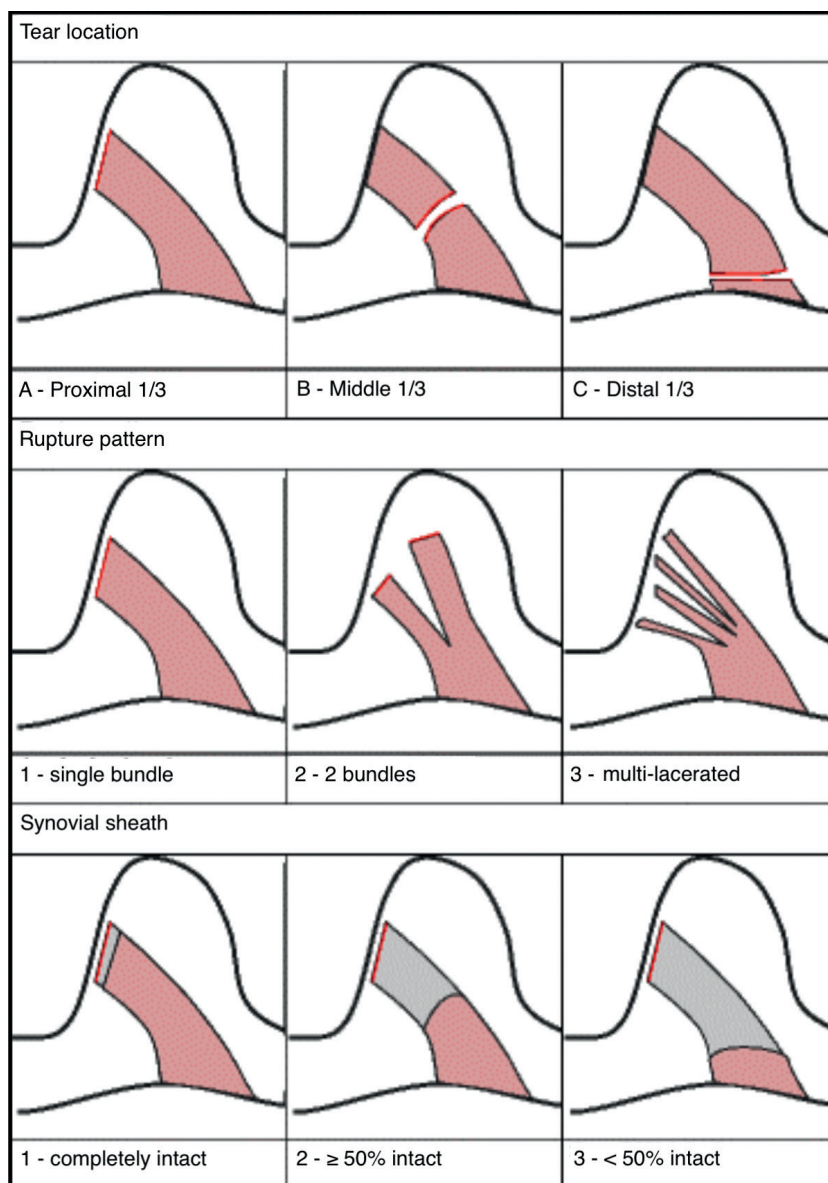 Tear location
A - Proximal 1/3
B - Middle 1/3
C - Distal 1/3
Rupture pattern
1 - single bundle
2 - 2 bundles
3 - multi-lacerated
Synovial sheath
1 - completely intact
2 - ≥ 50% intact
3 - < 50% intact